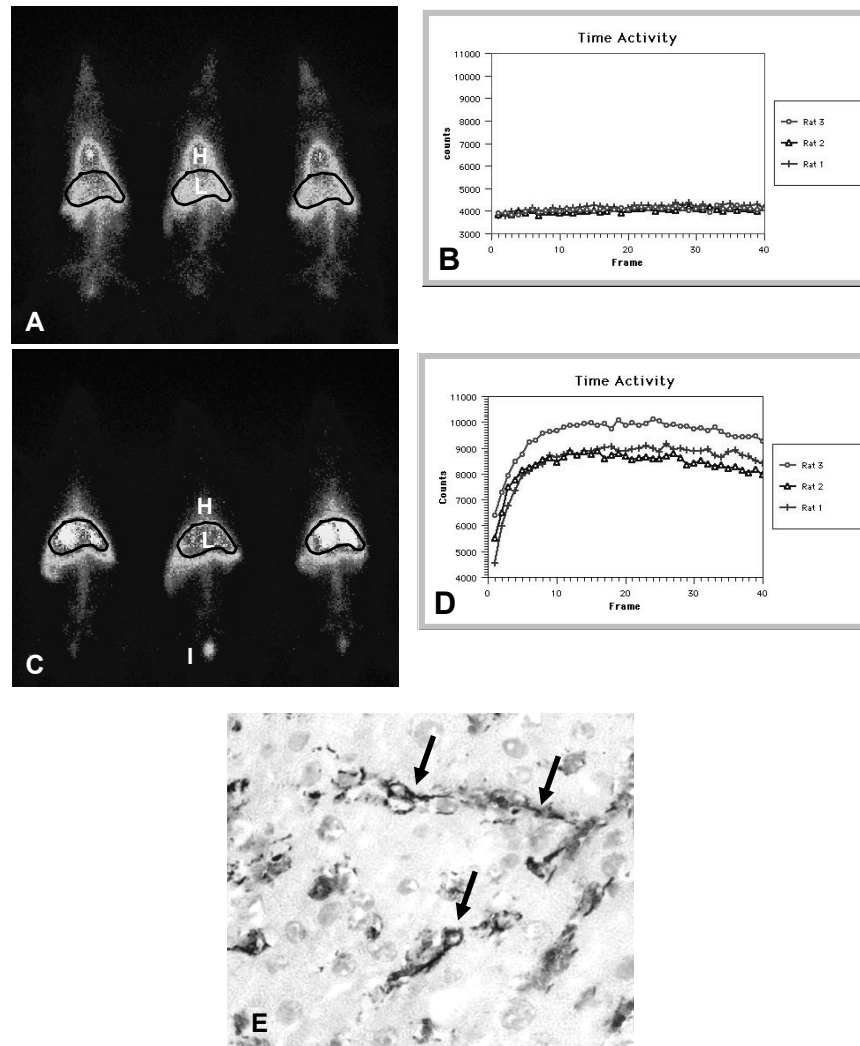 H
L
A
Time Activity
11000
10000
9000
8000
7000
6000
5000
4000
3000
counts
0 10 20 30 40
Frame
Rat 3
Rat 2
Rat 1
B
H
L
I
C
Time Activity
11000
10000
9000
8000
7000
6000
5000
4000
Counts
0 10 20 30 40
Frame
Rat 3
Rat 2
Rat 1
D
E